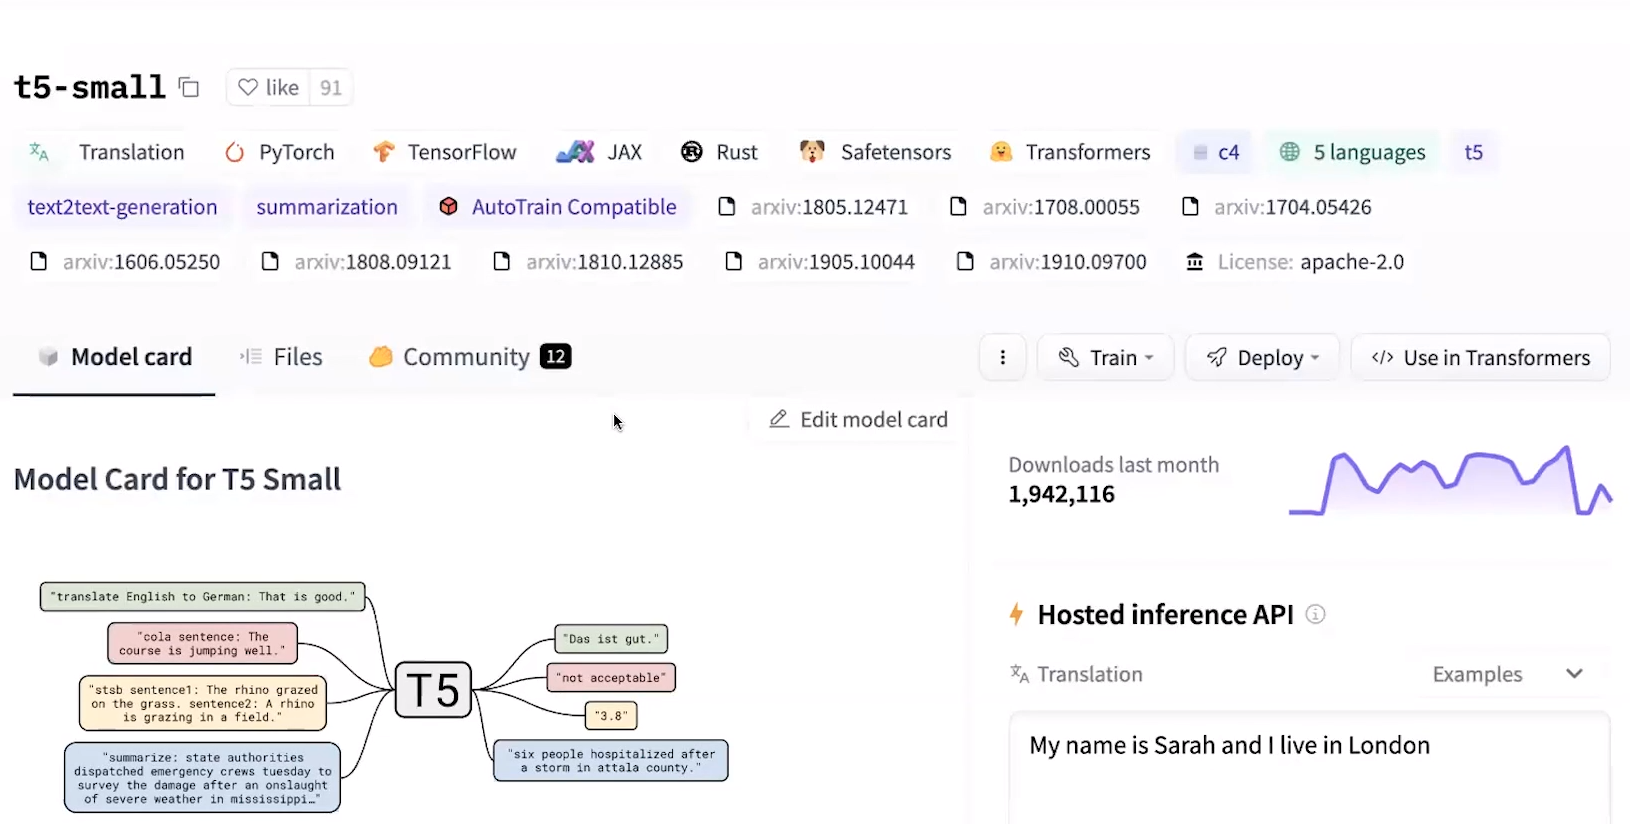 t5-small like 91
Translation PyTorch TensorFlow JAX Rust Safetensors Transformers c4 5 languages t5
text2text-generation summarization AutoTrain Compatible arxiv:1805.12471 arxiv:1708.00055 arxiv:1704.05426
arxiv:1606.05250 arxiv:1808.09121 arxiv:1810.12885 arxiv:1905.10044 arxiv:1910.09700 License: apache-2.0
Model card Files Community 12 Train Deploy </> Use in Transformers
Edit model card
Model Card for T5 Small
"translate English to German: That is good."
"cola sentence: The
course is jumping well."
"stsb sentence1: The rhino grazed
on the grass. sentence2: A rhino
is grazing in a field."
"summarize: state authorities
dispatched emergency crews tuesday to
survey the damage after an onslaught
of severe weather in mississippi…"
T5
"Das ist gut."
"not acceptable"
"3.8"
"six people hospitalized after
a storm in attala county."
Downloads last month
1,942,116
Hosted inference API
Translation Examples
My name is Sarah and I live in London